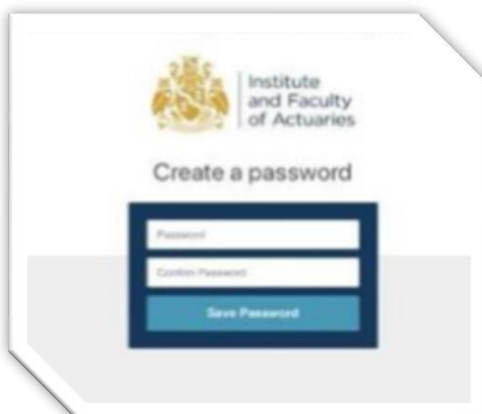 Institute
and Faculty
of Actuaries
Create a password
Password
Confirm Password
Save Password